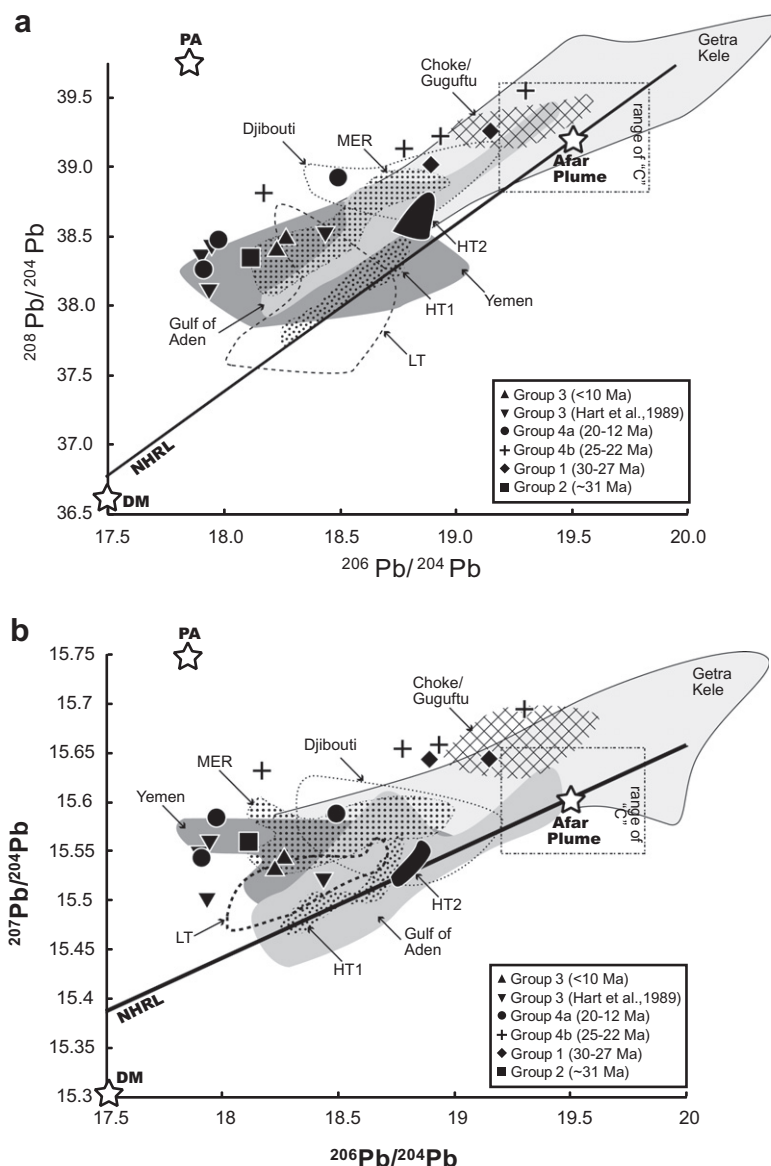 a
PA
Getra
Kele
Choke/
Guguftu
39.5
MER
Djibouti
range of "C"
39.0
Afar
Plume
38.5
HT2
208 Pb/ 204 Pb
38.0
Gulf of
Aden
HT1
Yemen
LT
37.5
37.0
NHRL
DM
36.5
Group 3 (<10 Ma)
Group 3 (Hart et al.,1989)
Group 4a (20-12 Ma)
Group 4b (25-22 Ma)
Group 1 (30-27 Ma)
Group 2 (~31 Ma)
17.5 18.0 18.5 19.0 19.5 20.0
206 Pb/ 204 Pb
b
15.75
PA
Getra
Kele
15.7
Choke/
Guguftu
15.65
Djibouti
MER
15.6
Yemen
Afar
Plume
range of
"C"
15.55
207Pb/204Pb
15.5
HT2
LT
Gulf of
Aden
HT1
15.45
15.4
NHRL
15.35
DM
15.3
Group 3 (<10 Ma)
Group 3 (Hart et al.,1989)
Group 4a (20-12 Ma)
Group 4b (25-22 Ma)
Group 1 (30-27 Ma)
Group 2 (~31 Ma)
17.5 18 18.5 19 19.5 20
206Pb/204Pb